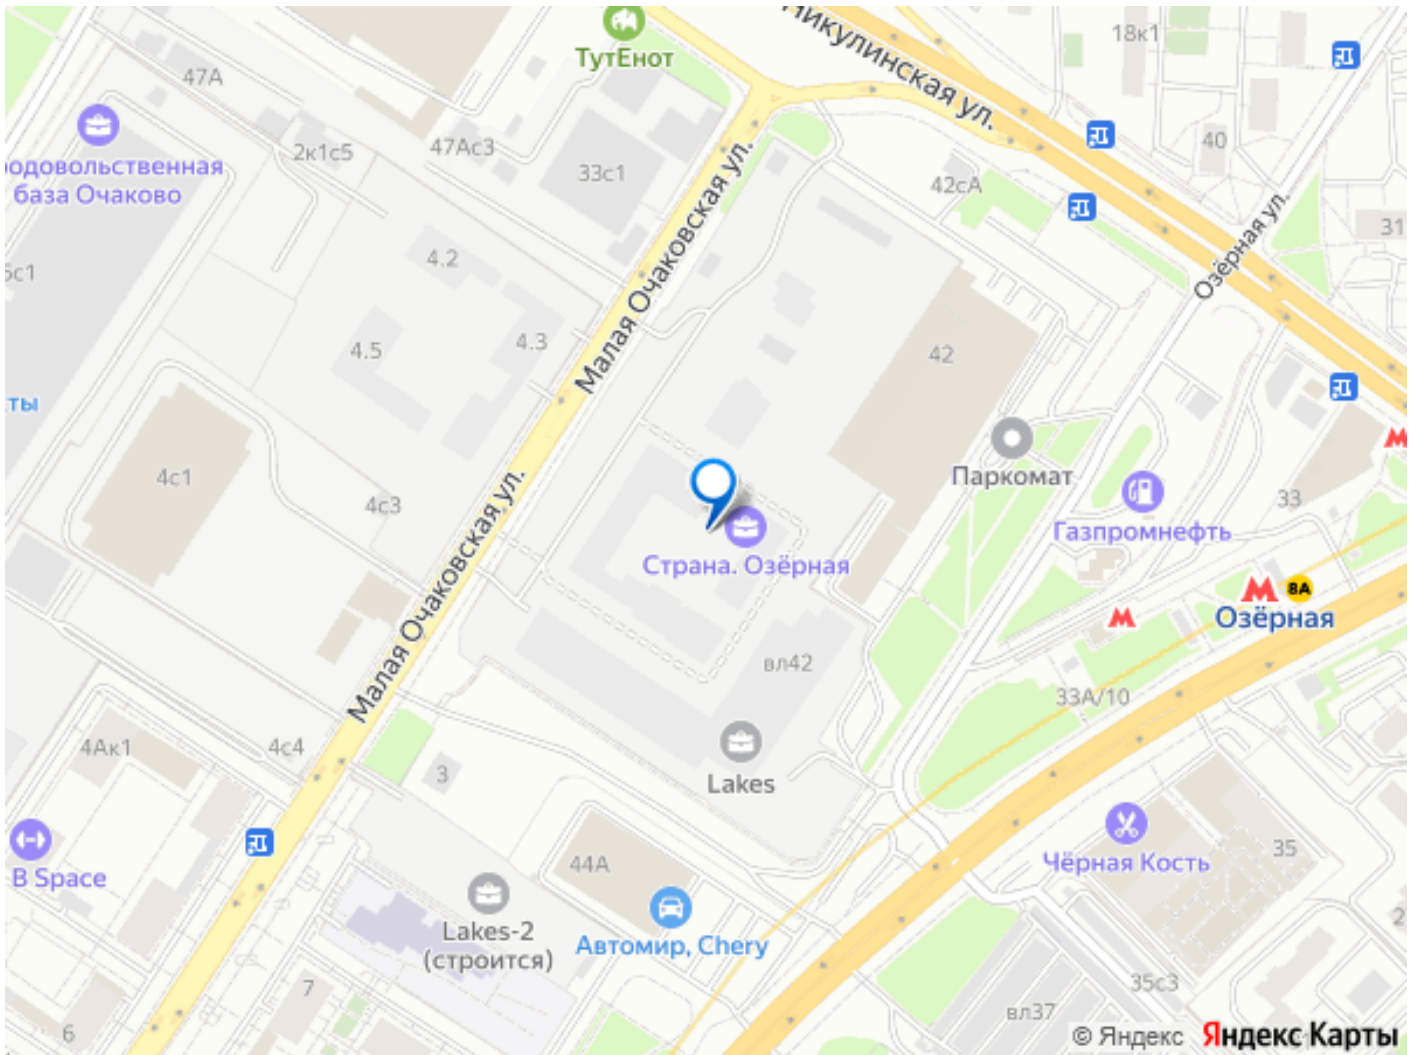 ТутЕнот
Никулинская ул.
18к1
47А
2к1с5
47Ас3
33с1
40
42сА
31
одовольственная
база Очаково
Малая Очаковская ул.
Озёрная ул.
5с1
4.2
4.3
4.5
42
ты
4с1
4с3
Малая Очаковская ул.
Паркомат
33
Газпромнефть
Страна. Озёрная
8А
Озёрная
вл42
33А/10
4Ак1
4с4
3
Lakes
B Space
44А
Чёрная Кость
35
Lakes-2
(строится)
Автомир, Chery
7
6
35с3
вл37
2
© Яндекс Яндекс Карты